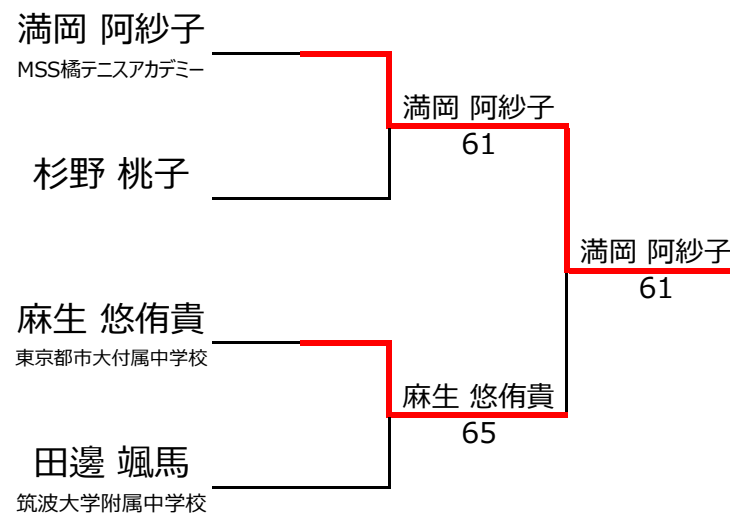 満岡 阿紗子
MSS橘テニスアカデミー
杉野 桃子
麻生 悠侑貴
東京都市大付属中学校
田邊 颯馬
筑波大学附属中学校
満岡 阿紗子
61
麻生 悠侑貴
65
満岡 阿紗子
61